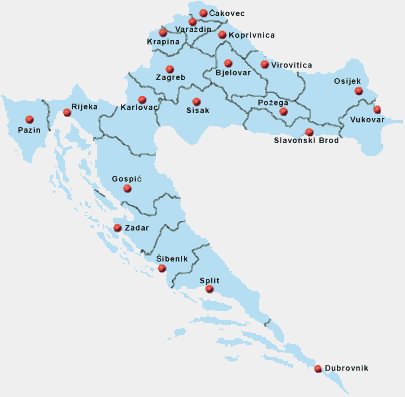 Čakovec
Varaždin
Koprivnica
Krapina
Virovitica
Bjelovar
Zagreb
Osijek
Rijeka
Karlovac
Sisak
Požega
Vukovar
Pazin
Slavonski Brod
Gospić
Zadar
Šibenik
Split
Dubrovnik